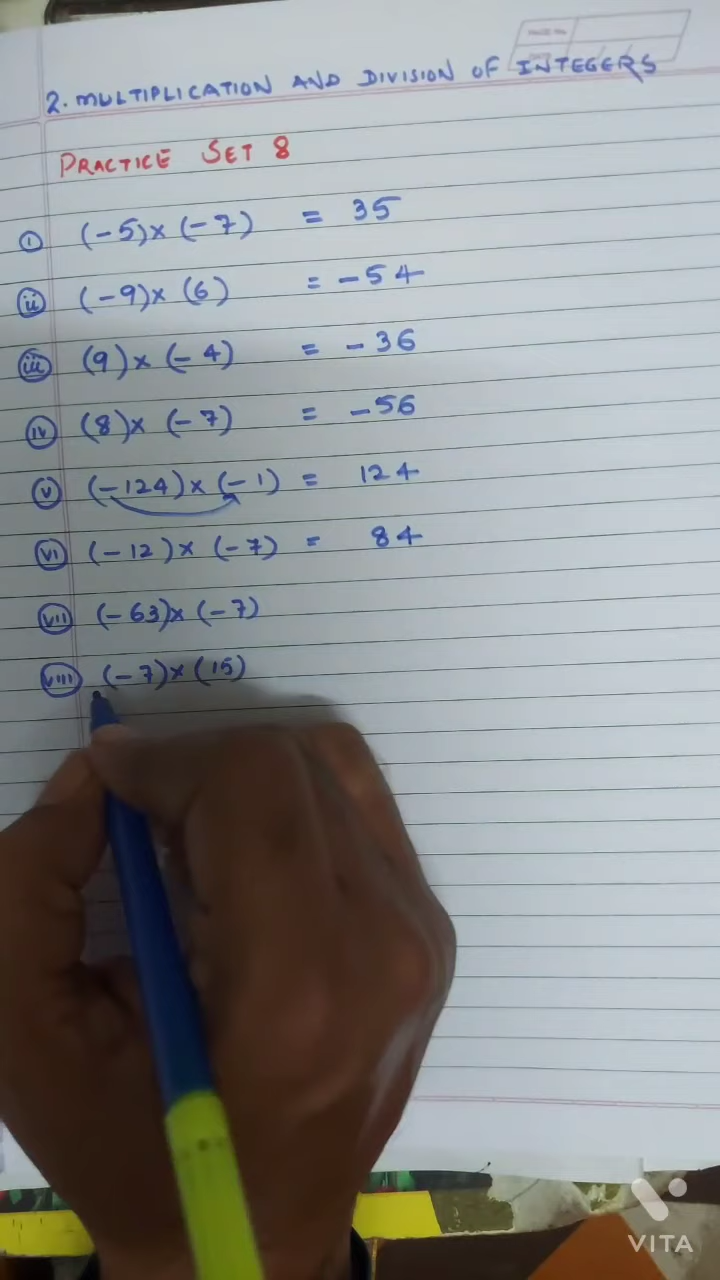 2. MULTIPLICATION AND DIVISION OF INTEGERS
PRACTICE SET 8
i (-5)×(-7) = 35
ii (-9)×(6) = -54
iii (9)×(-4) = -36
iv (8)×(-7) = -56
v (-124)×(-1) = 124
vi (-12)×(-7) = 84
vii (-63)×(-7)
viii (-7)×(15)
VITA